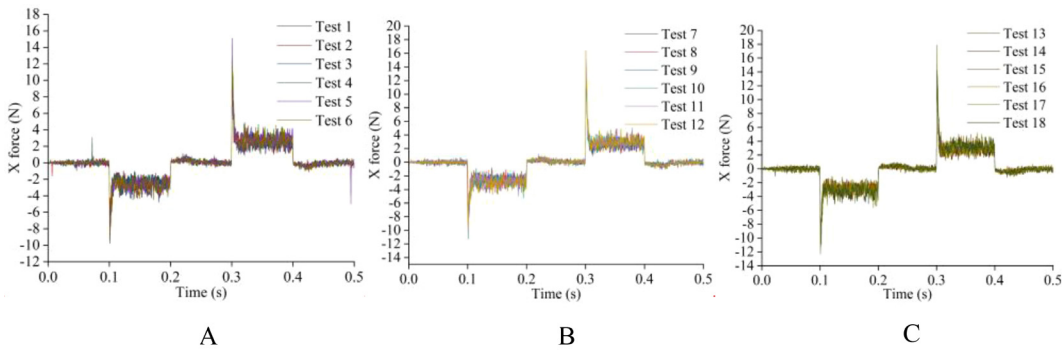 18
16
14
12
10
8
6
4
2
0
-2
-4
-6
-8
-10
-12
X force (N)
0.0 0.1 0.2 0.3 0.4 0.5
Time (s)
Test 1
Test 2
Test 3
Test 4
Test 5
Test 6
A
20
18
16
14
12
10
8
6
4
2
0
-2
-4
-6
-8
-10
-12
-14
X force (N)
0.0 0.1 0.2 0.3 0.4 0.5
Time (s)
Test 7
Test 8
Test 9
Test 10
Test 11
Test 12
B
20
18
16
14
12
10
8
6
4
2
0
-2
-4
-6
-8
-10
-12
-14
X force (N)
0.0 0.1 0.2 0.3 0.4 0.5
Time (s)
Test 13
Test 14
Test 15
Test 16
Test 17
Test 18
C